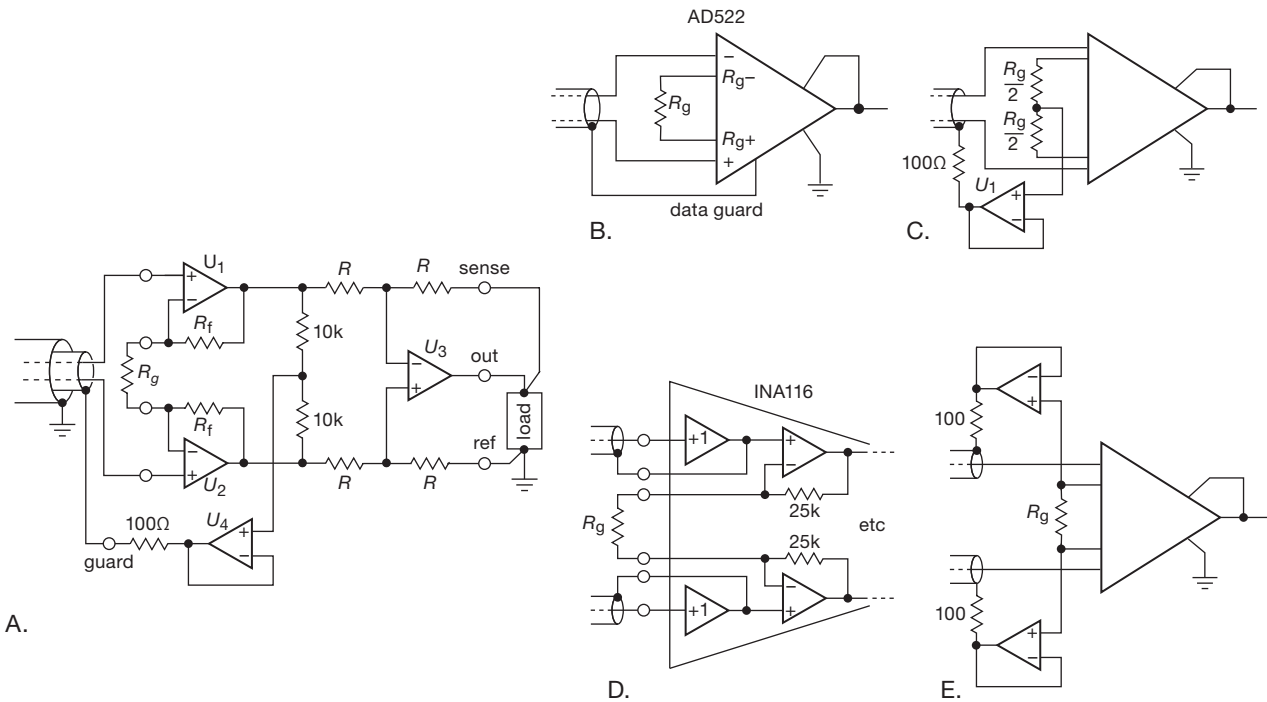 AD522
−
Rg−
Rg
Rg+
+
data guard
B.
Rg
2
Rg
2
100Ω
U1
+
−
C.
U1
+
−
Rf
Rg
Rf
−
+
U2
10k
10k
R
R
sense
U3
−
+
out
load
ref
R
R
100Ω
U4
+
−
guard
A.
INA116
+1
+
−
25k
Rg
etc
25k
−
+
+1
D.
−
+
100
Rg
100
+
−
E.